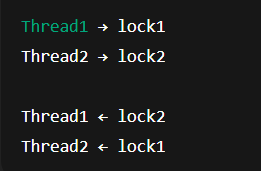 Thread1 → lock1
Thread2 → lock2
Thread1 ← lock2
Thread2 ← lock1